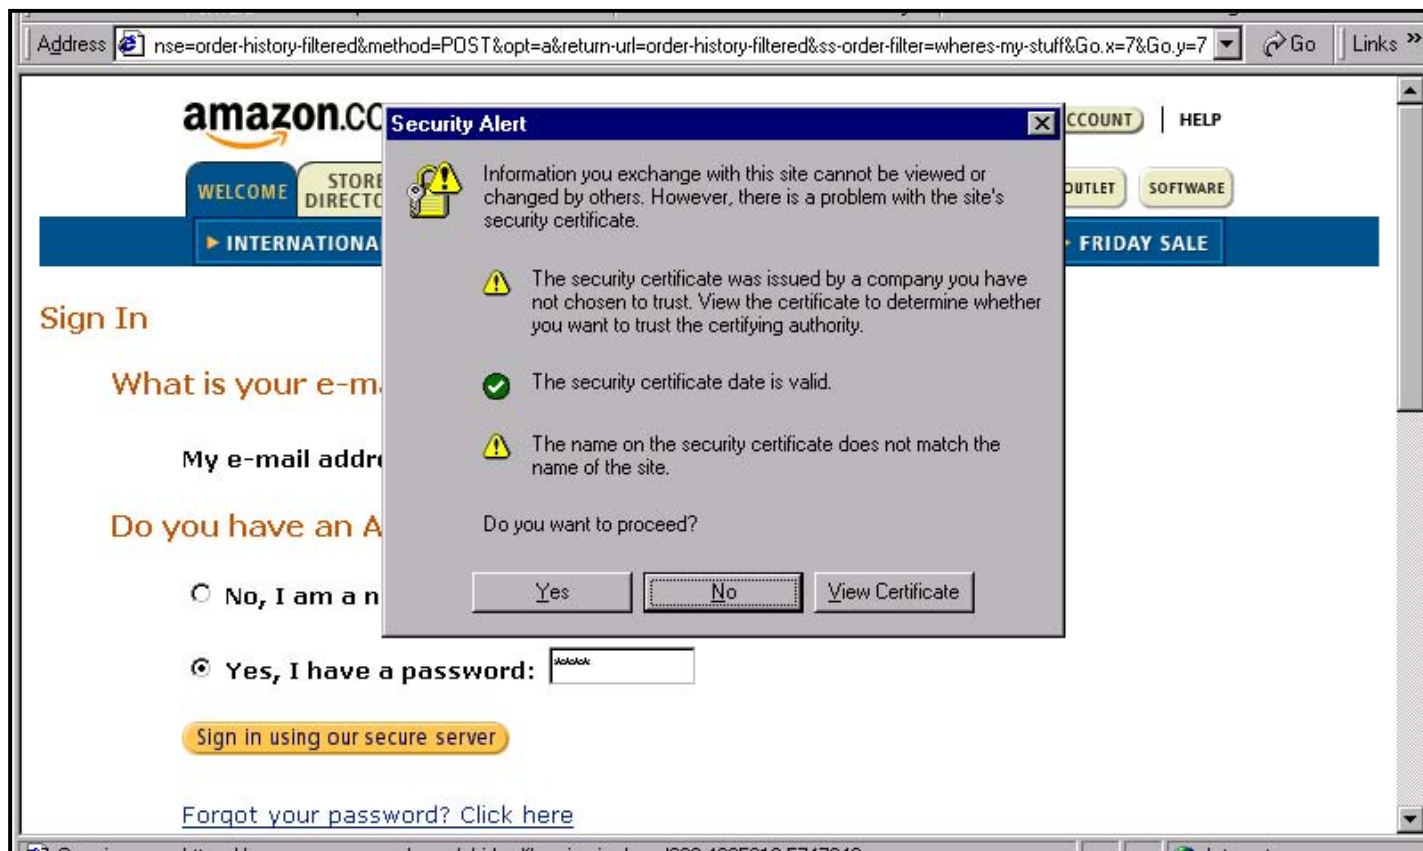 Address nse=order-history-filtered&method=POST&opt=a&return-url=order-history-filtered&ss-order-filter=wheres-my-stuff&Go.x=7&Go.y=7 Go Links »
amazon.co
CCOUNT | HELP
Security Alert
WELCOME STORE DIRECTO
OUTLET SOFTWARE
INTERNATIONA
FRIDAY SALE
Information you exchange with this site cannot be viewed or
changed by others. However, there is a problem with the site's
security certificate.
The security certificate was issued by a company you have
not chosen to trust. View the certificate to determine whether
you want to trust the certifying authority.
The security certificate date is valid.
The name on the security certificate does not match the
name of the site.
Do you want to proceed?
Yes No View Certificate
Sign In
What is your e-ma
My e-mail addre
Do you have an A
No, I am a n
Yes, I have a password: *****
Sign in using our secure server
Forgot your password? Click here